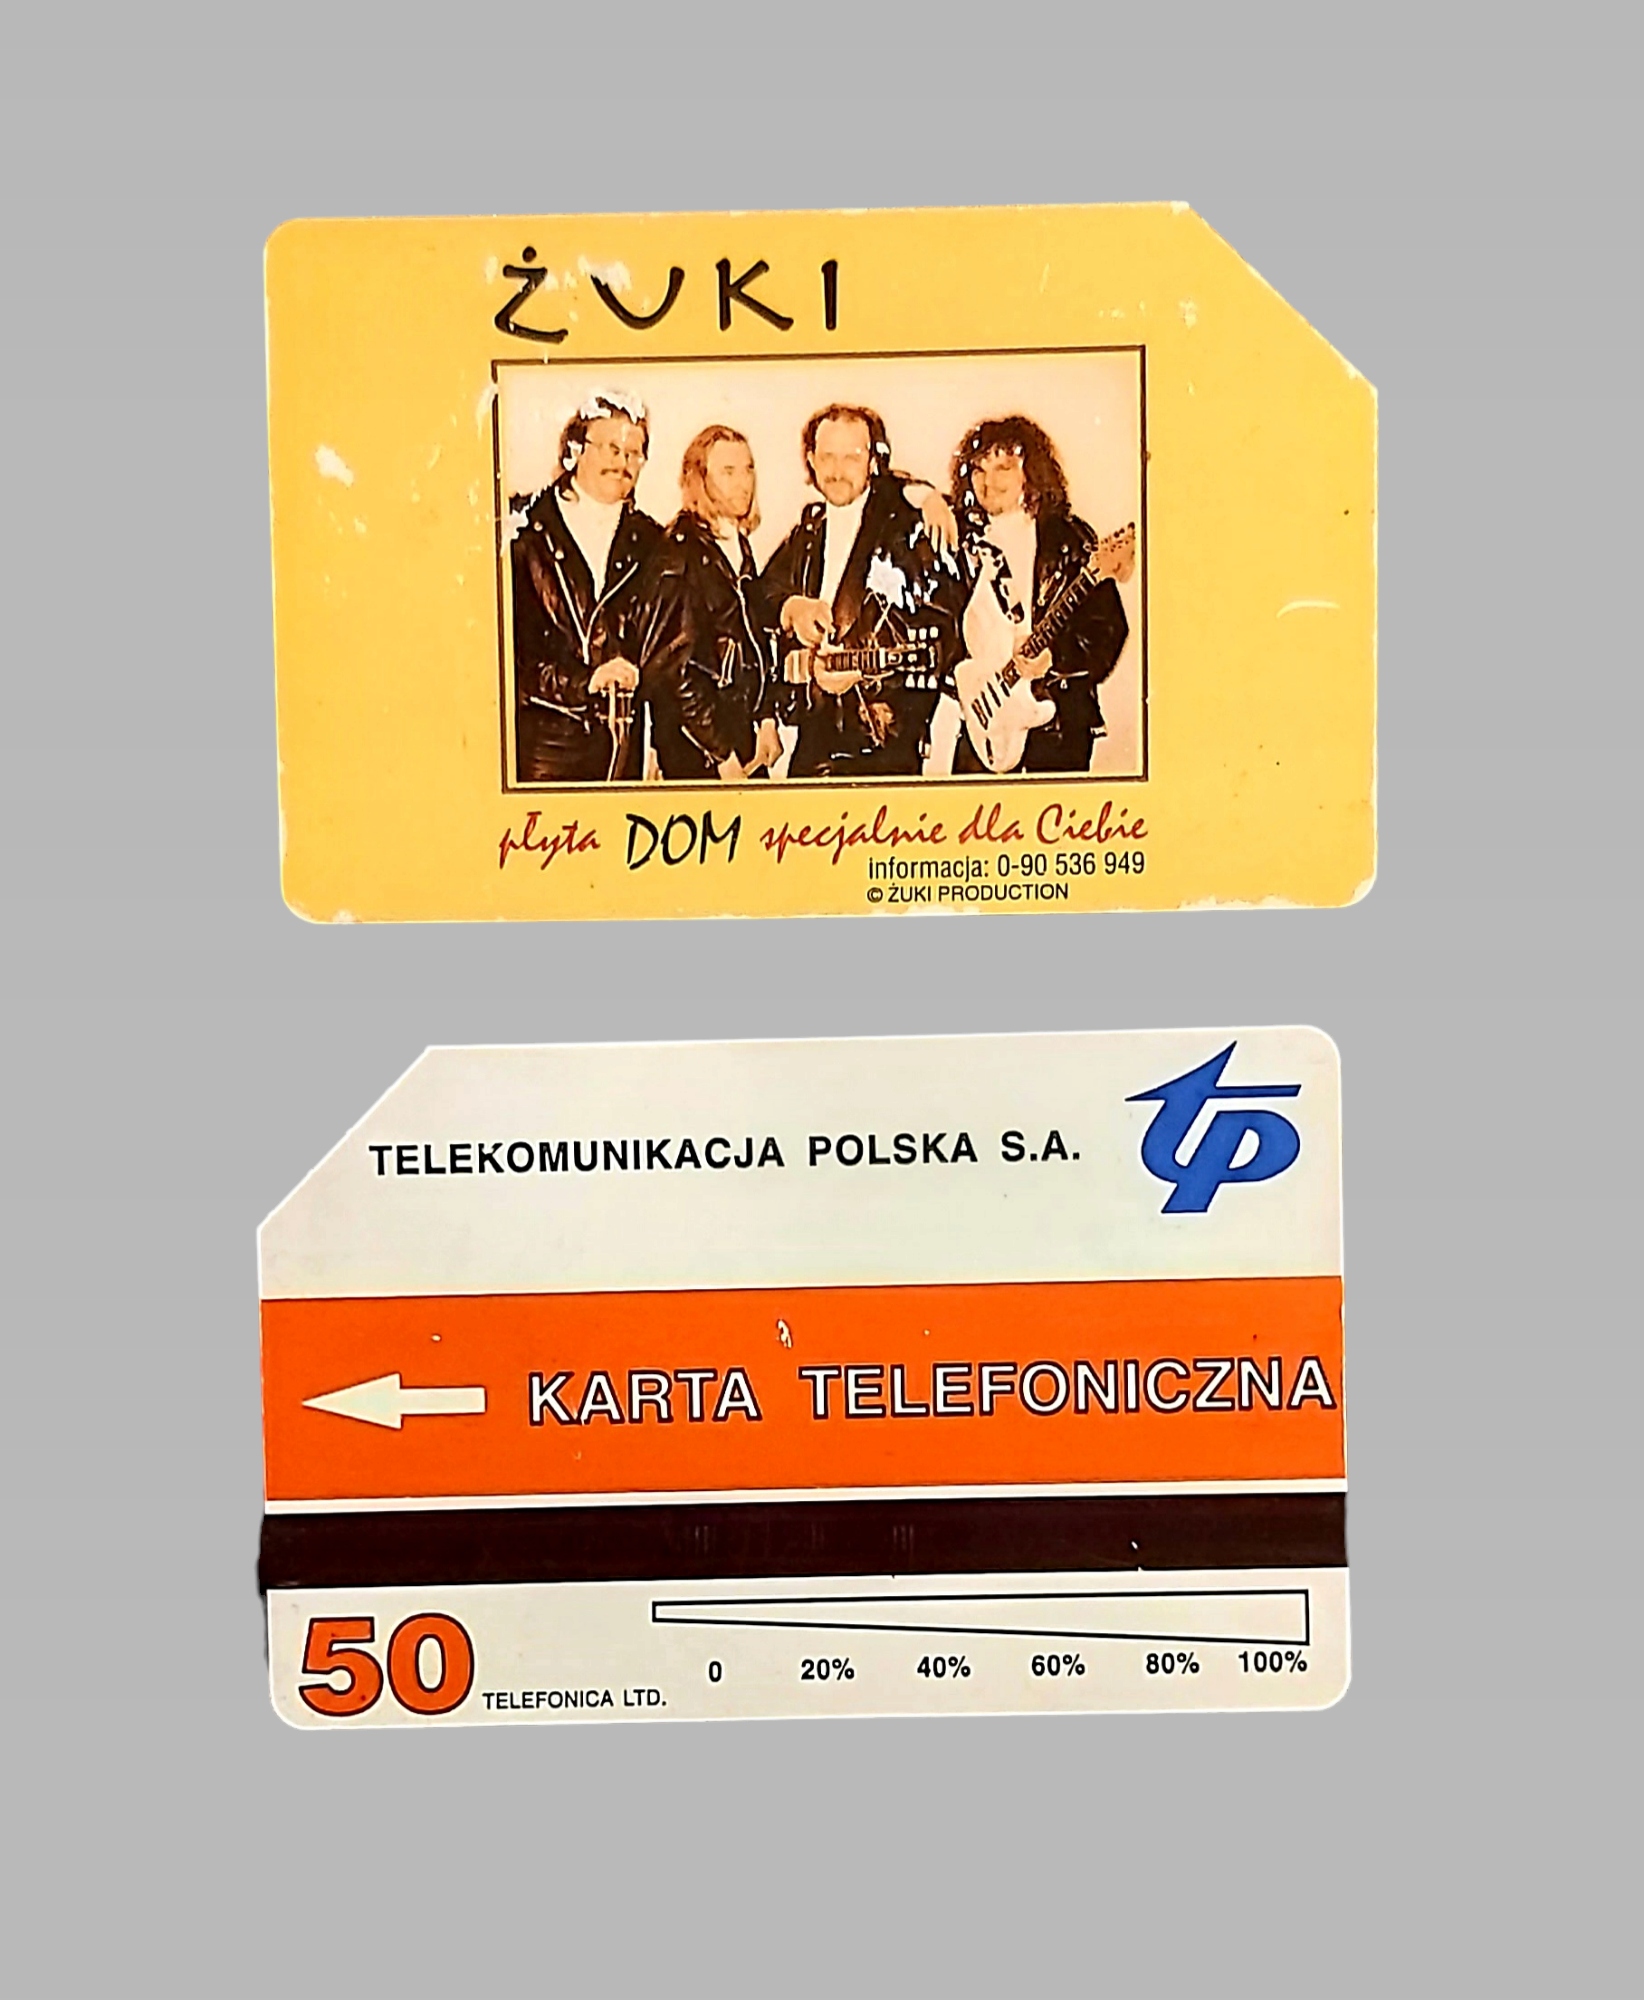 ŻUKI
płyta DOM specjalnie dla Ciebie
informacja: 0-90 536 949
© ŻUKI PRODUCTION
TELEKOMUNIKACJA POLSKA S.A.
tp
KARTA TELEFONICZNA
50
TELEFONICA LTD.
0 20% 40% 60% 80% 100%